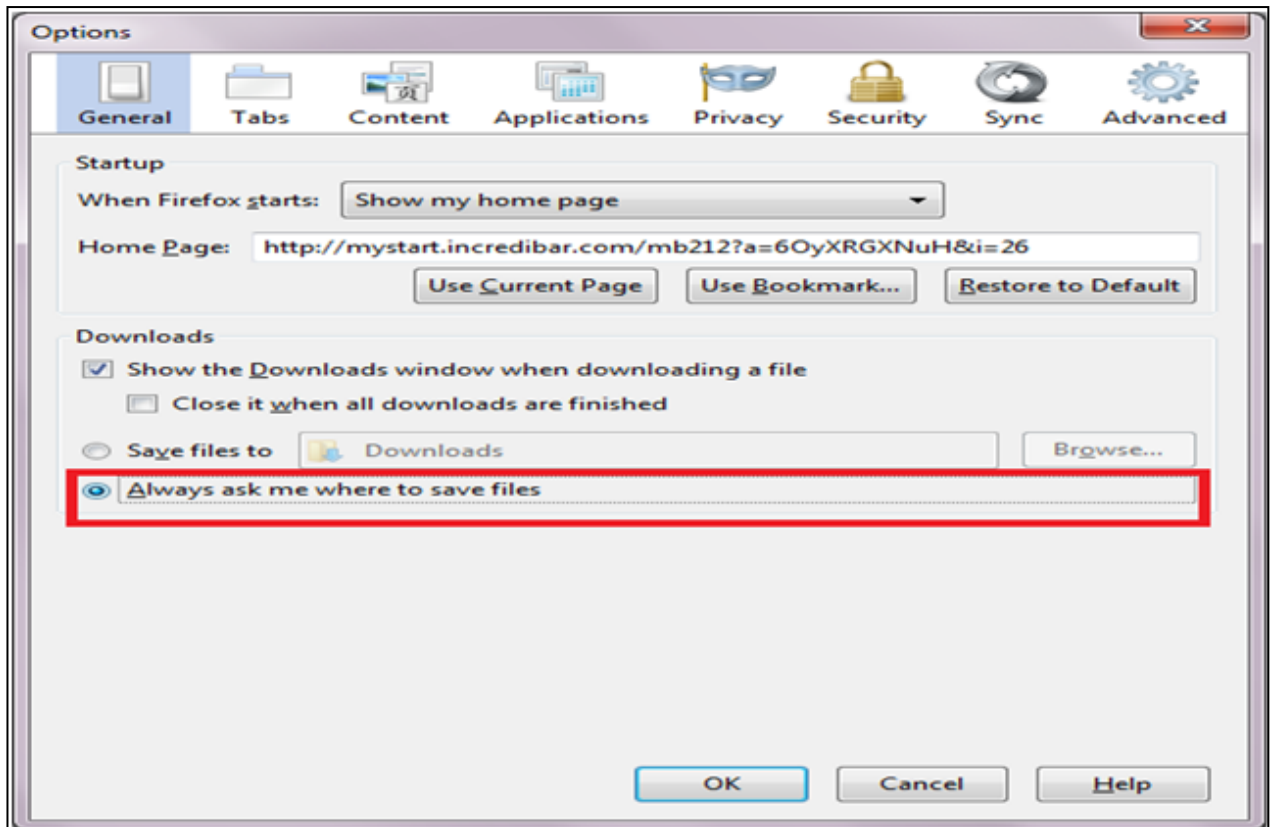 Options
General Tabs Content Applications Privacy Security Sync Advanced
Startup
When Firefox starts: Show my home page
Home Page: http://mystart.incredibar.com/mb212?a=6OyXRGXNuH&i=26
Use Current Page Use Bookmark... Restore to Default
Downloads
Show the Downloads window when downloading a file
Close it when all downloads are finished
Save files to Downloads Browse...
Always ask me where to save files
OK Cancel Help